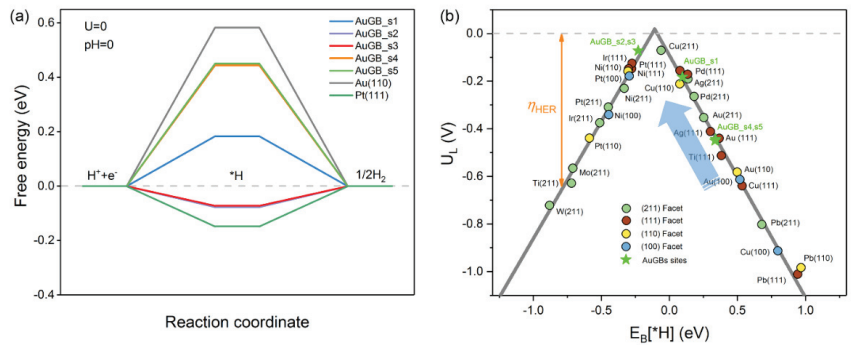 (a)
U=0
pH=0
AuGB_s1
AuGB_s2
AuGB_s3
AuGB_s4
AuGB_s5
Au(110)
Pt(111)
0.6
0.4
0.2
0.0
-0.2
-0.4
Free energy (eV)
H⁺+e⁻
*H
1/2H₂
Reaction coordinate
(b)
0.0
-0.2
-0.4
-0.6
-0.8
-1.0
U_L (V)
η_HER
AuGB_s2,s3
Cu(211)
Ir(111)
Pt(111)
Ni(110)
Ni(111)
Pt(100)
Ni(211)
Cu(110)
AuGB_s1
Pd(111)
Ag(211)
Pd(211)
Pt(211)
Ni(100)
Ir(211)
Pt(110)
Au(211)
AuGB_s4,s5
Ag(111)
Au (111)
Ti(111)
Mo(211)
Ti(211)
W(211)
Au(110)
Au(100)
Cu(111)
Pb(211)
Cu(100)
Pb(110)
Pb(111)
(211) Facet
(111) Facet
(110) Facet
(100) Facet
AuGBs sites
-1.0
-0.5
0.0
0.5
1.0
E_B[*H] (eV)